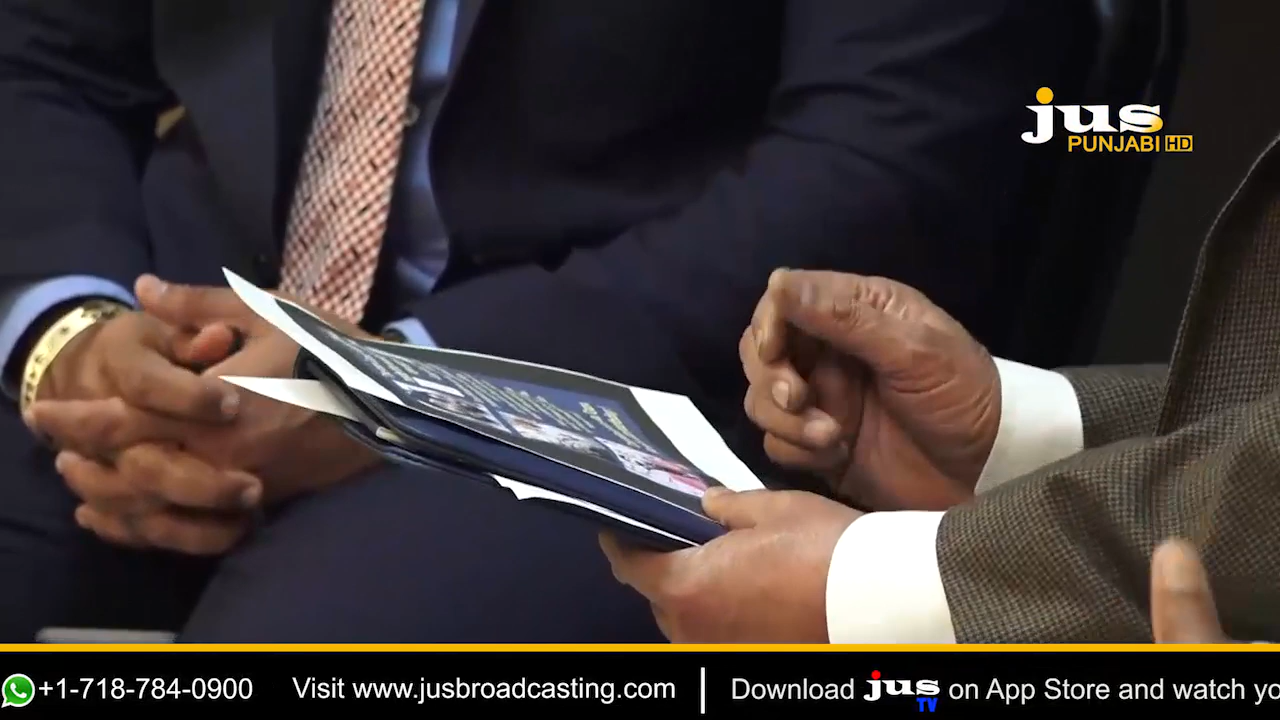 jus
PUNJABI HD
+1-718-784-0900 Visit www.jusbroadcasting.com | Download jus TV on App Store and watch yo